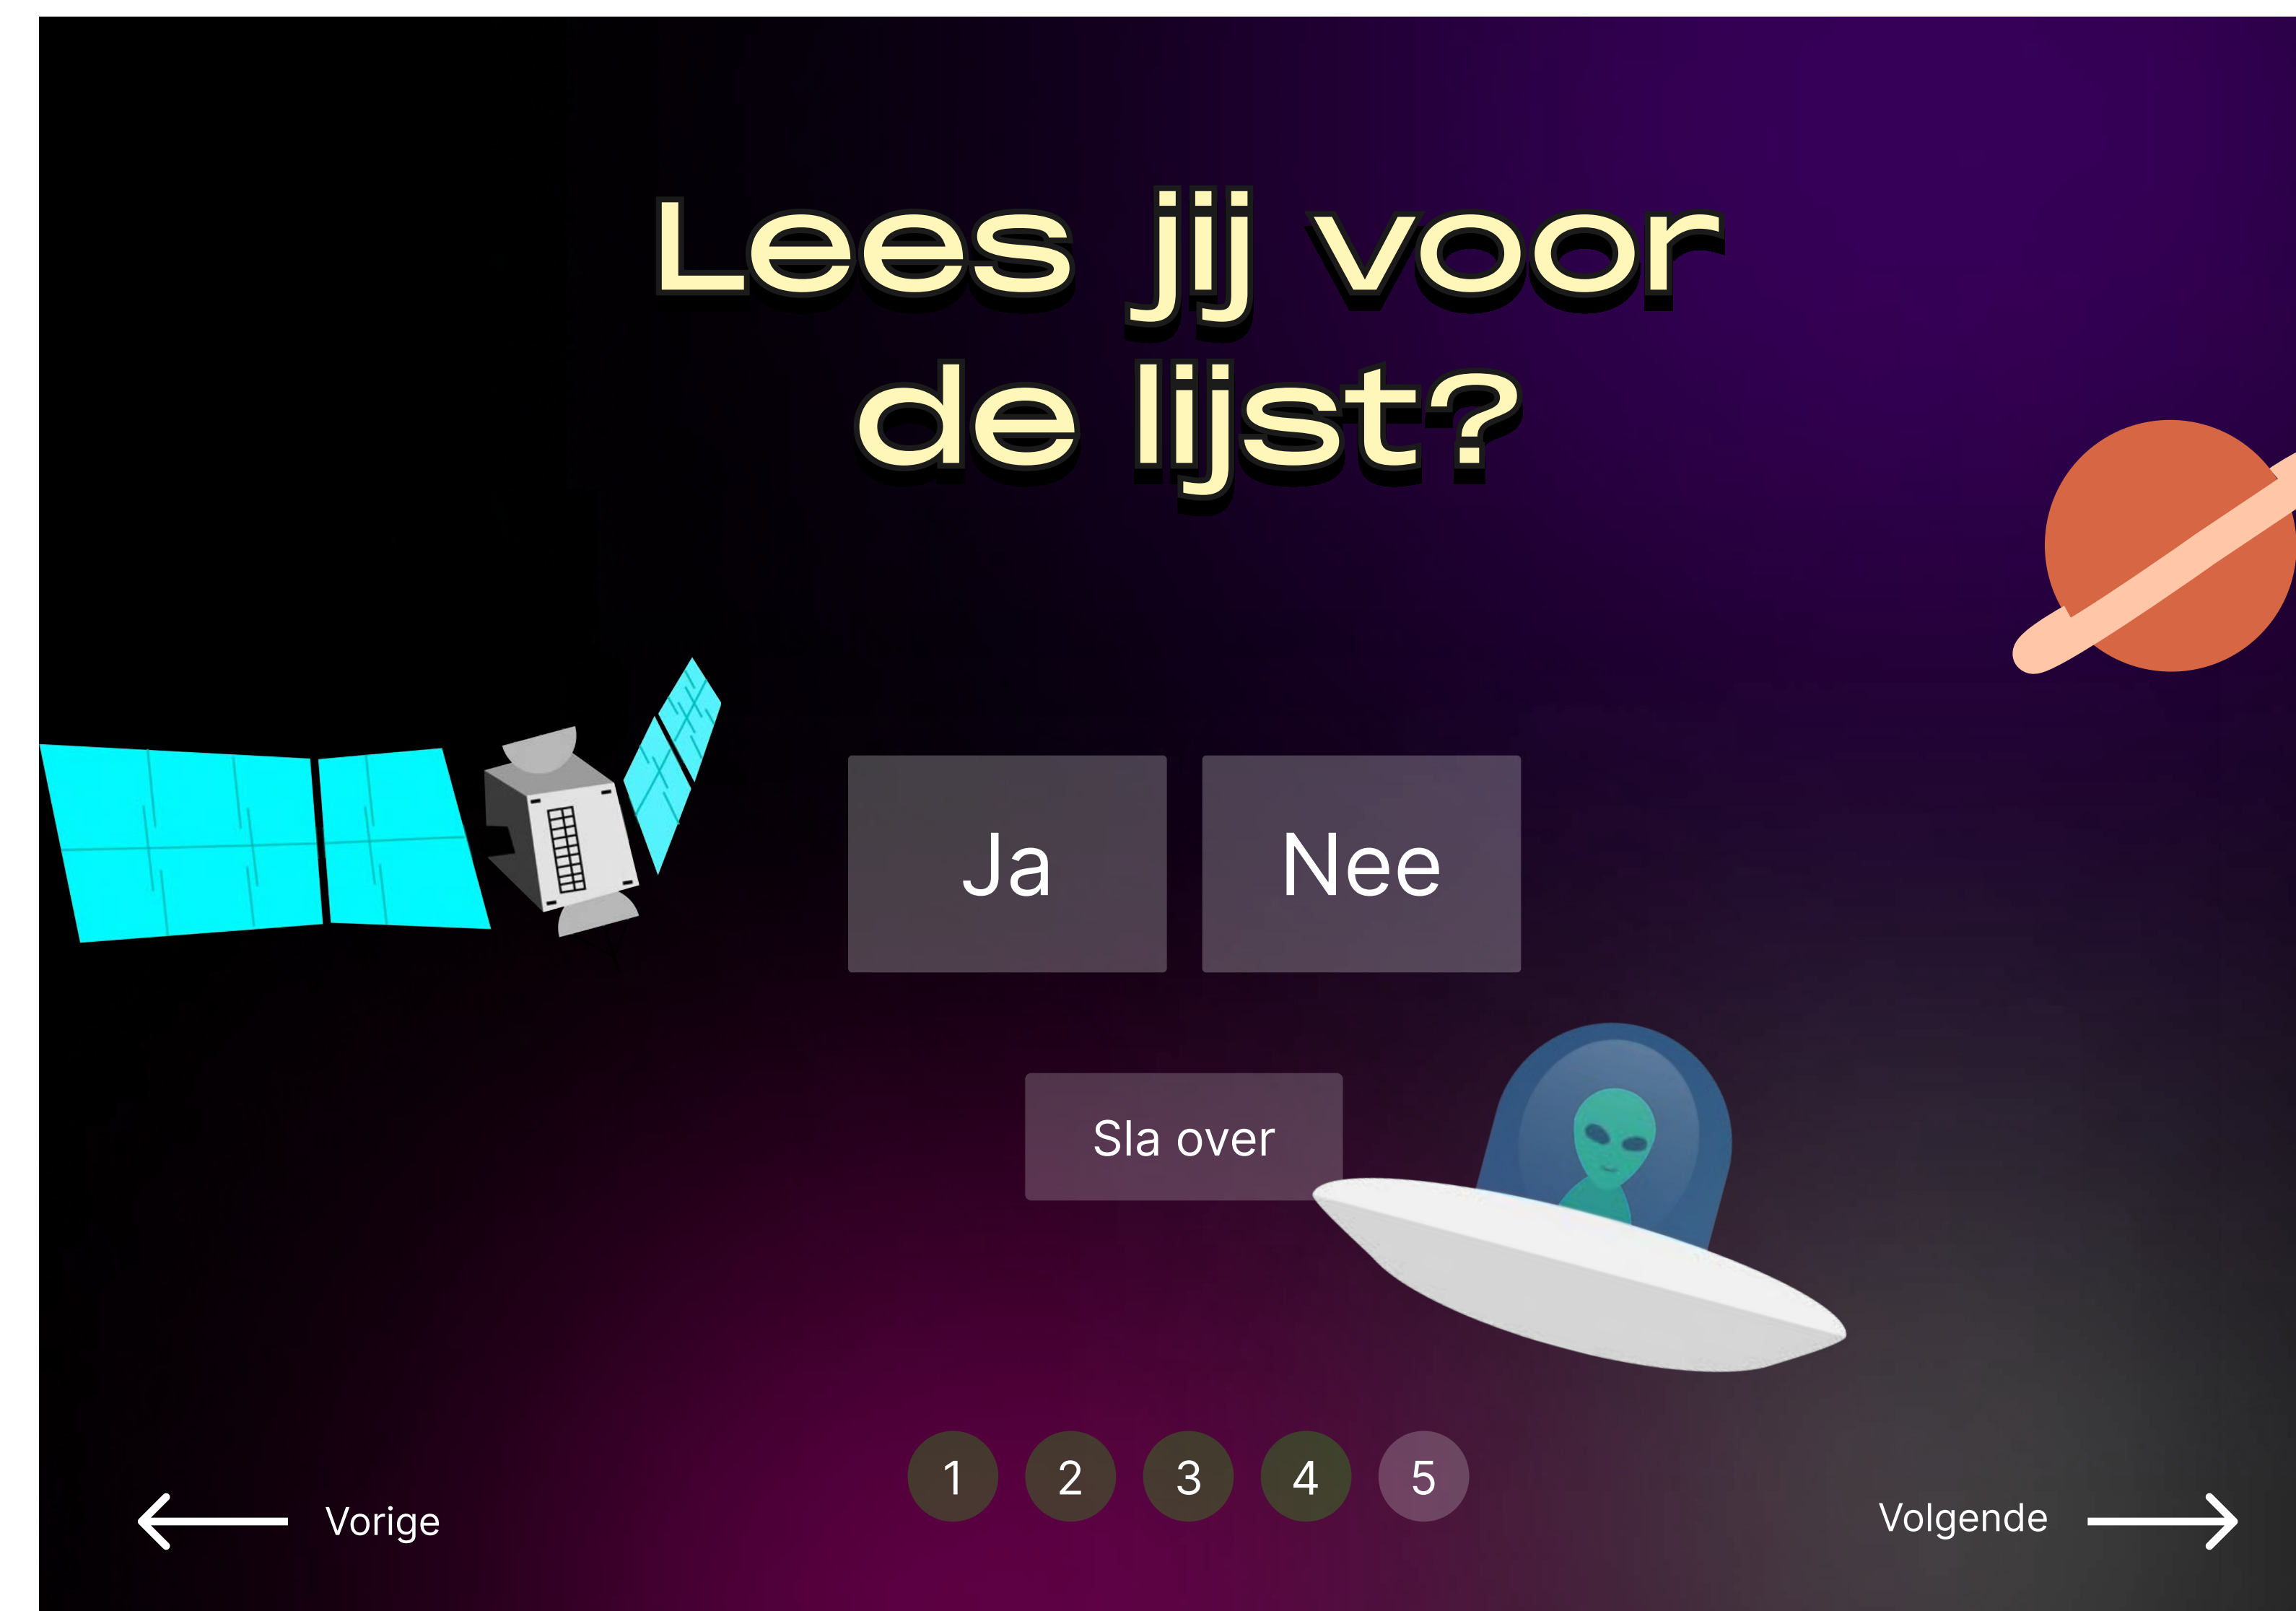 Lees jij voor
de lijst?
Ja
Nee
Sla over
1 2 3 4 5
Vorige
Volgende